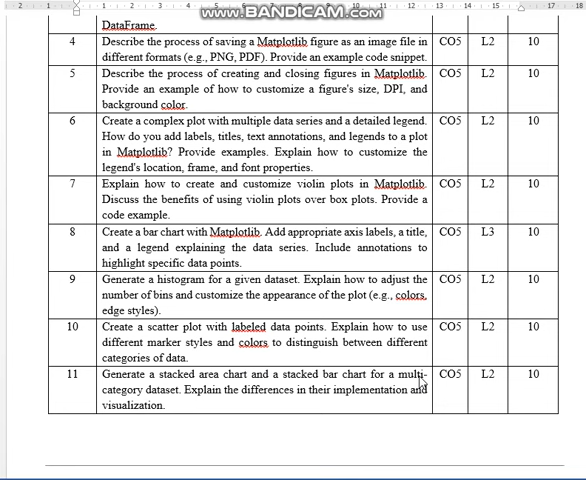 2 1 1 2 3 4 5 6 7 8 9 10 11 12 13 14 15 17 18
www.BANDICAM.com
DataFrame.
4 Describe the process of saving a Matplotlib figure as an image file in CO5 L2 10
different formats (e.g., PNG, PDF). Provide an example code snippet.
5 Describe the process of creating and closing figures in Matplotlib. CO5 L2 10
Provide an example of how to customize a figure's size, DPI, and
background color.
6 Create a complex plot with multiple data series and a detailed legend. CO5 L2 10
How do you add labels, titles, text annotations, and legends to a plot
in Matplotlib? Provide examples. Explain how to customize the
legend's location, frame, and font properties.
7 Explain how to create and customize violin plots in Matplotlib. CO5 L2 10
Discuss the benefits of using violin plots over box plots. Provide a
code example.
8 Create a bar chart with Matplotlib. Add appropriate axis labels, a title, CO5 L3 10
and a legend explaining the data series. Include annotations to
highlight specific data points.
9 Generate a histogram for a given dataset. Explain how to adjust the CO5 L2 10
number of bins and customize the appearance of the plot (e.g., colors,
edge styles).
10 Create a scatter plot with labeled data points. Explain how to use CO5 L2 10
different marker styles and colors to distinguish between different
categories of data.
11 Generate a stacked area chart and a stacked bar chart for a multi- CO5 L2 10
category dataset. Explain the differences in their implementation and
visualization.